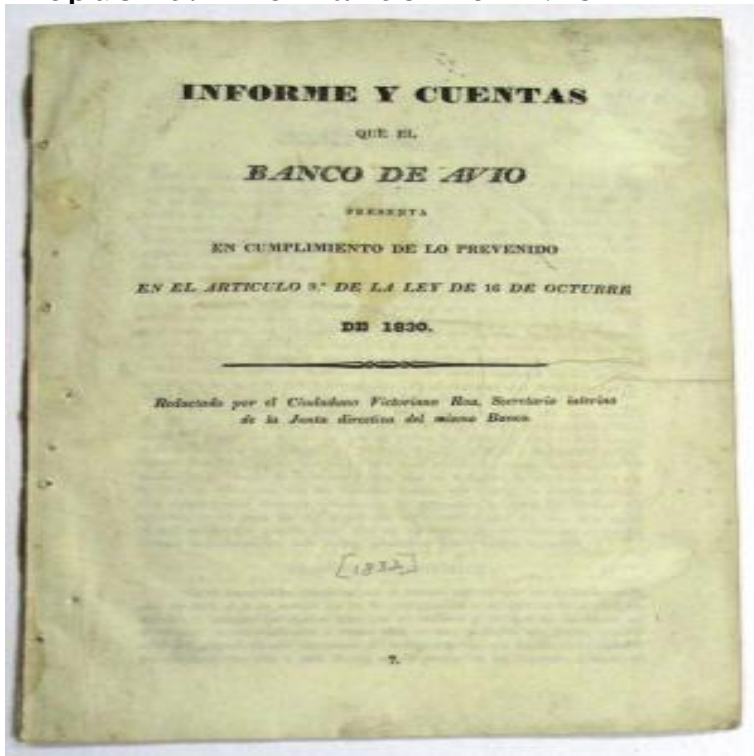 INFORME Y CUENTAS
QUE EL
BANCO DE AVIO
PRESENTA
EN CUMPLIMIENTO DE LO PREVENIDO
EN EL ARTICULO 9.º DE LA LEY DE 16 DE OCTUBRE
DE 1830.
Redactado por el Ciudadano Victoriano Roa, Secretario interino
de la Junta directiva del mismo Banco.
[1832]
7.